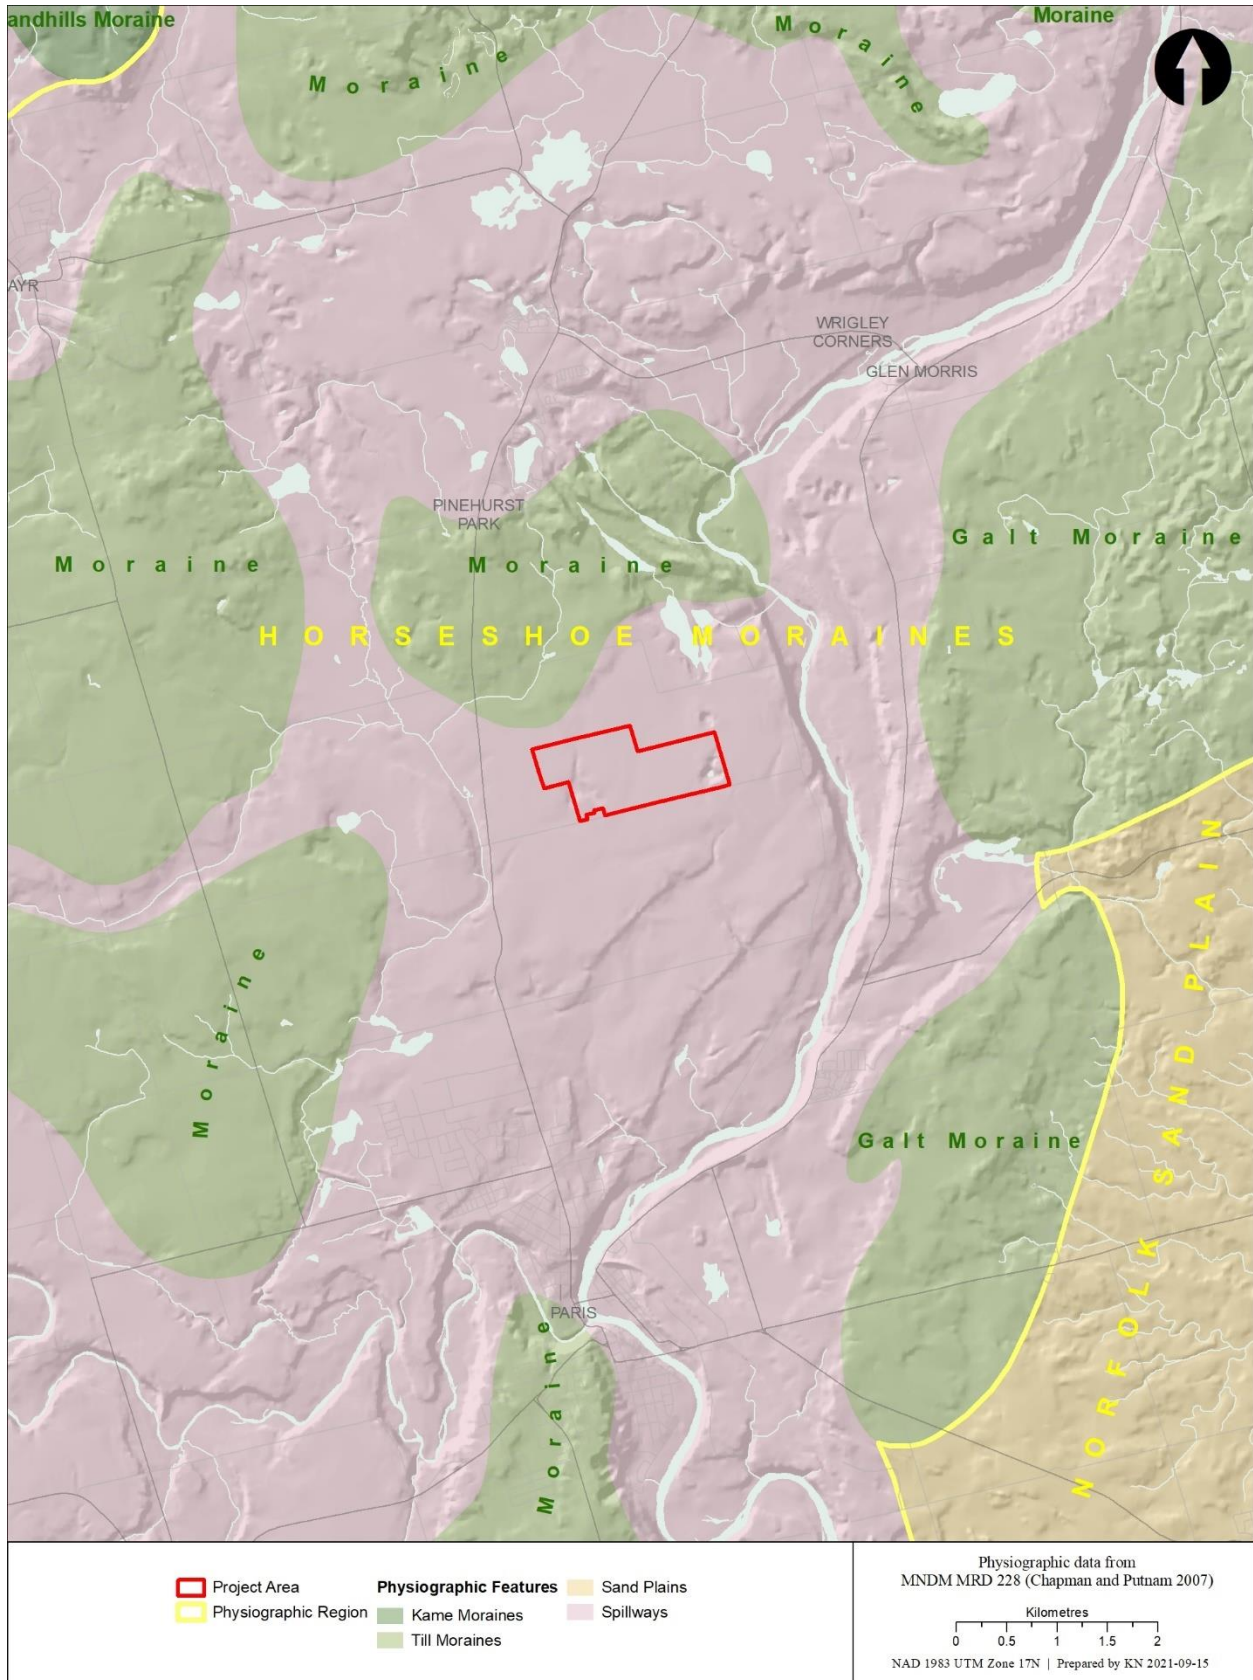 andhills Moraine
Moraine
Moraine
Moraine
AYR
WRIGLEY
CORNERS
GLEN MORRIS
PINEHURST
PARK
Galt Moraine
Moraine
Moraine
HORSESHOE MORAINES
NORFOLK SAND PLAIN
Moraine
Galt Moraine
PARIS
Moraine
Project Area
Physiographic Region
Physiographic Features
Kame Moraines
Till Moraines
Sand Plains
Spillways
Physiographic data from
MNDM MRD 228 (Chapman and Putnam 2007)
Kilometres
0 0.5 1 1.5 2
NAD 1983 UTM Zone 17N | Prepared by KN 2021-09-15